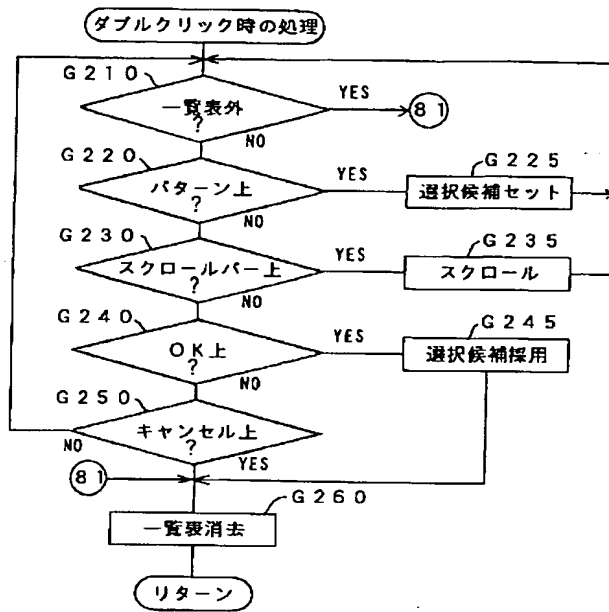 ダブルクリック時の処理
G210
一覧表外
?
YES
81
NO
G220
パターン上
?
YES
G225
選択候補セット
NO
G230
スクロールバー上
?
YES
G235
スクロール
NO
G240
OK上
?
YES
G245
選択候補採用
NO
G250
キャンセル上
?
NO
YES
81
G260
一覧表消去
リターン